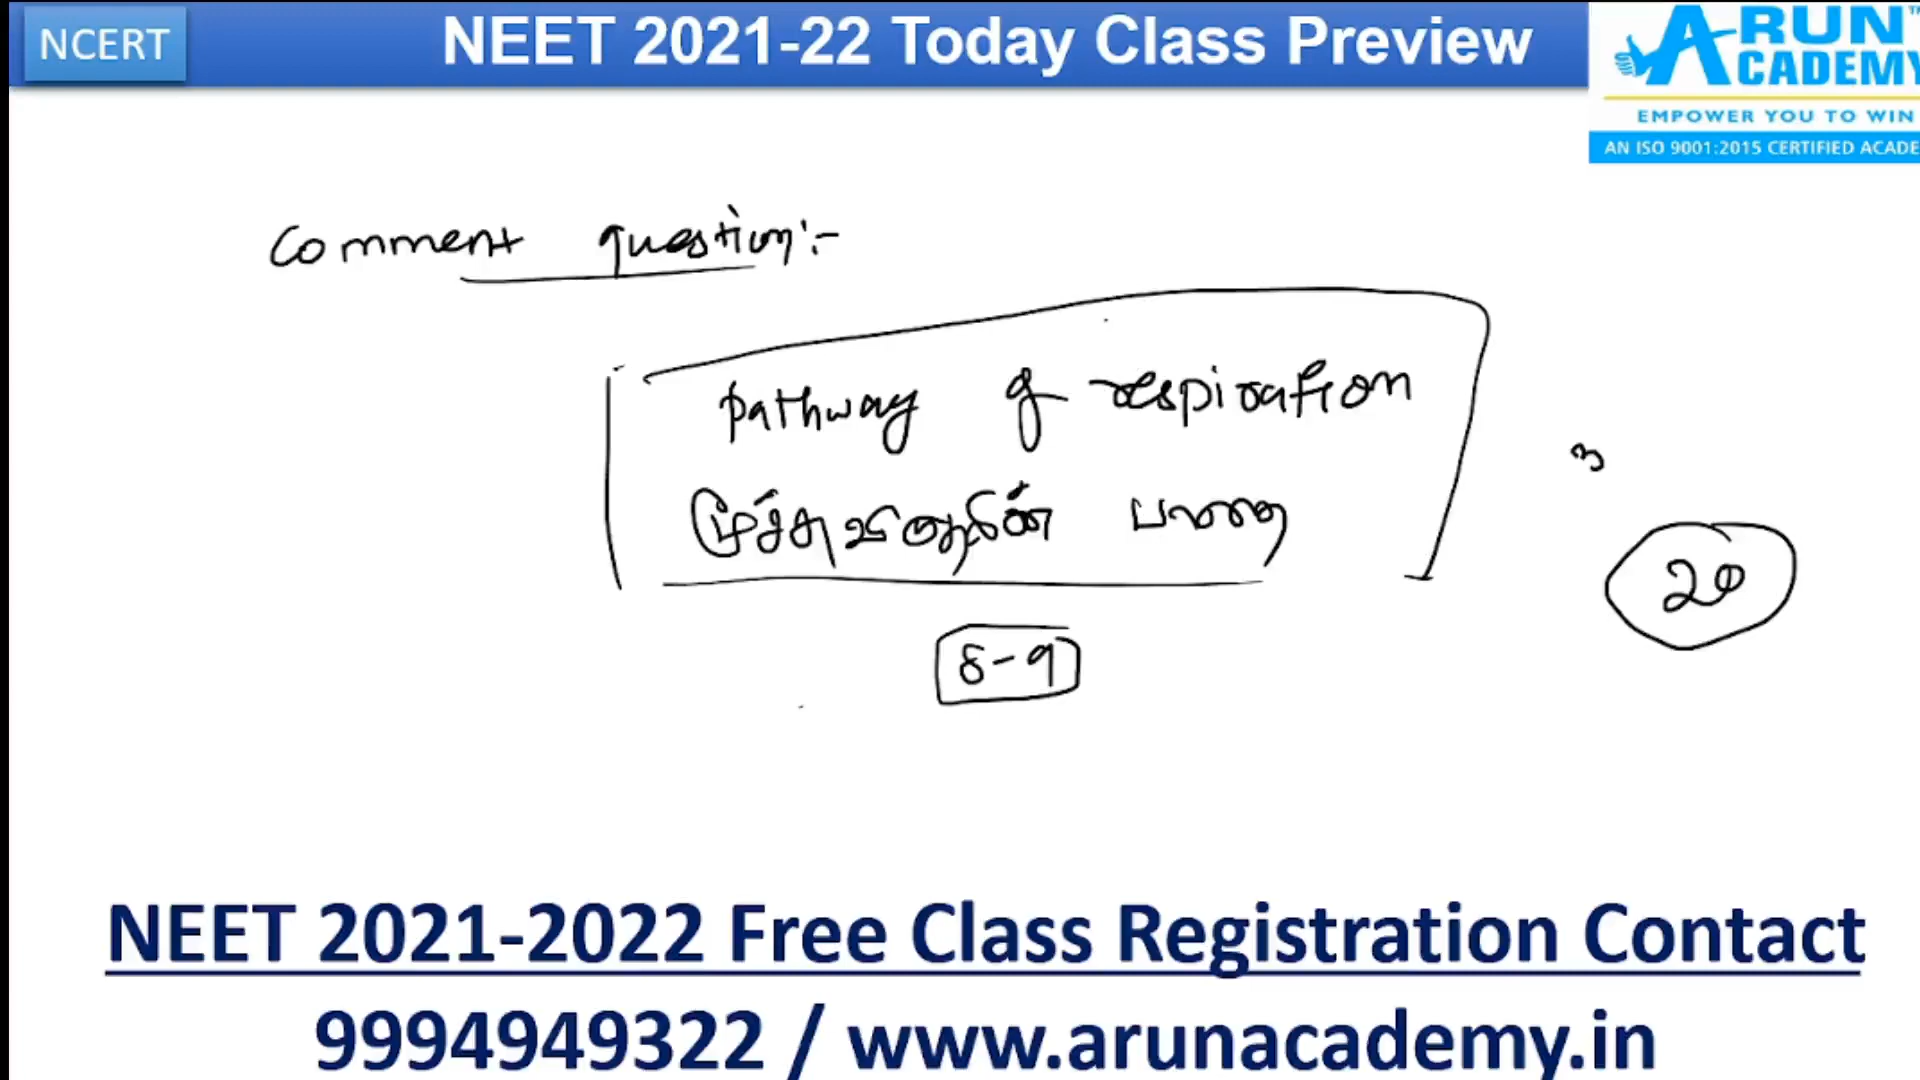 NCERT
NEET 2021-22 Today Class Preview
ARUN ACADEMY
EMPOWER YOU TO WIN
AN ISO 9001:2015 CERTIFIED ACADE
Comment question:-
Pathway of respiration
பாதை
8-9
3
20
NEET 2021-2022 Free Class Registration Contact
9994949322 / www.arunacademy.in